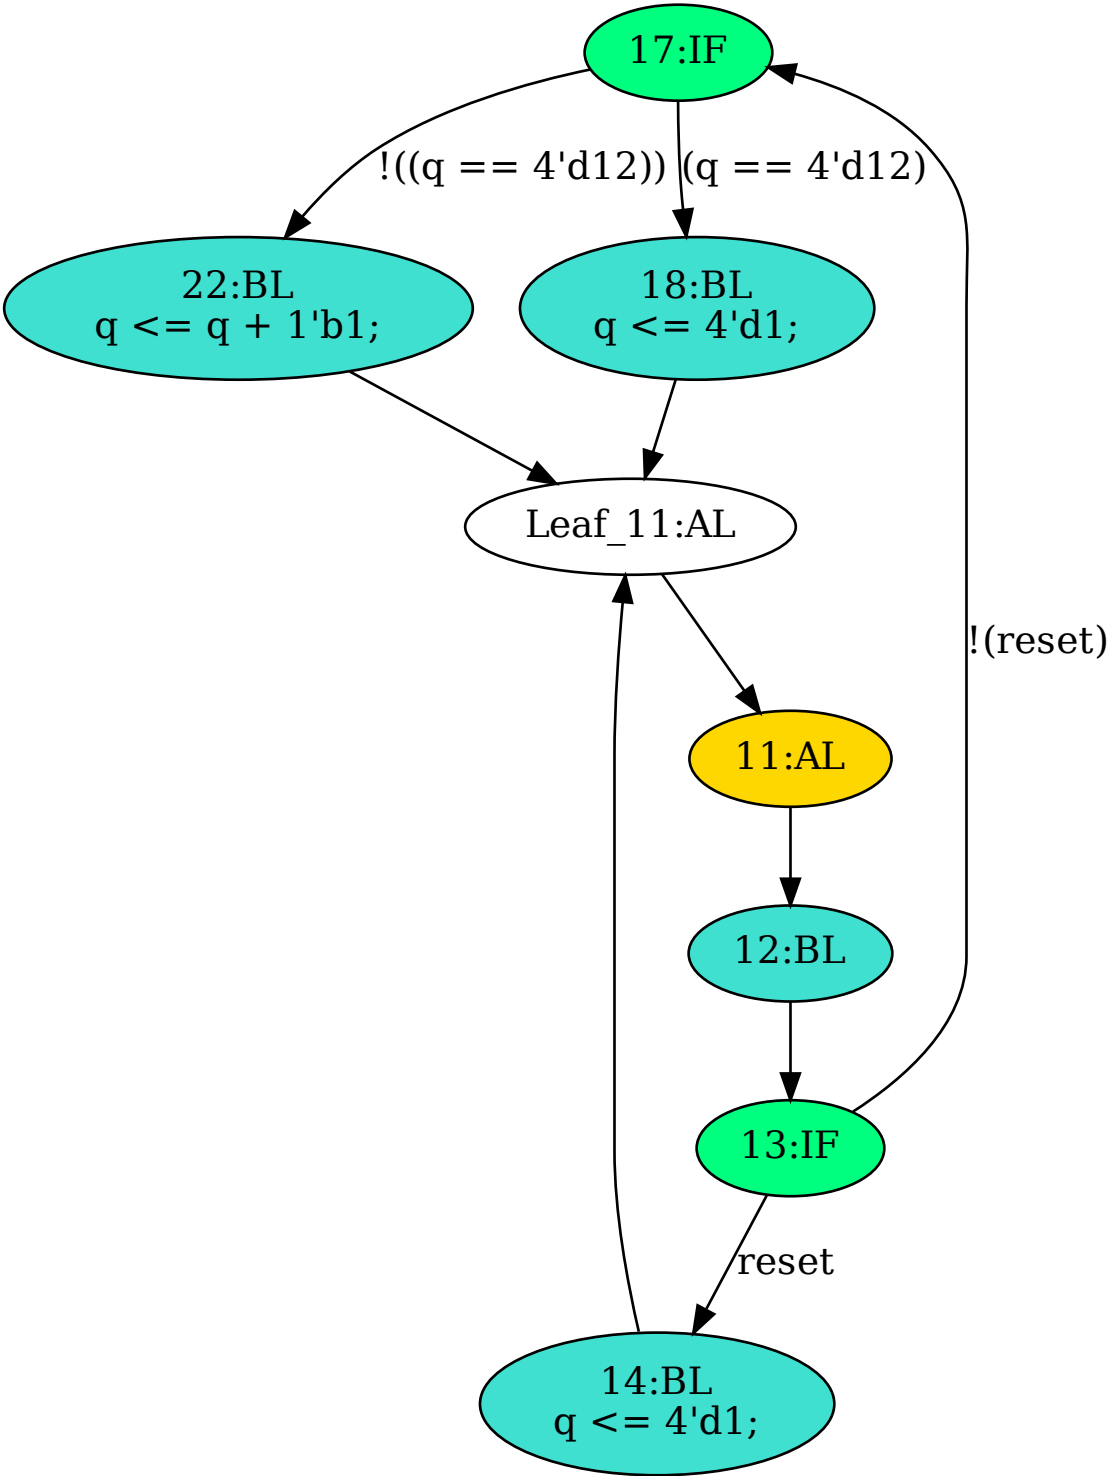 17:IF
!((q == 4'd12))
(q == 4'd12)
22:BL
q <= q + 1'b1;
18:BL
q <= 4'd1;
Leaf_11:AL
!(reset)
11:AL
12:BL
13:IF
reset
14:BL
q <= 4'd1;